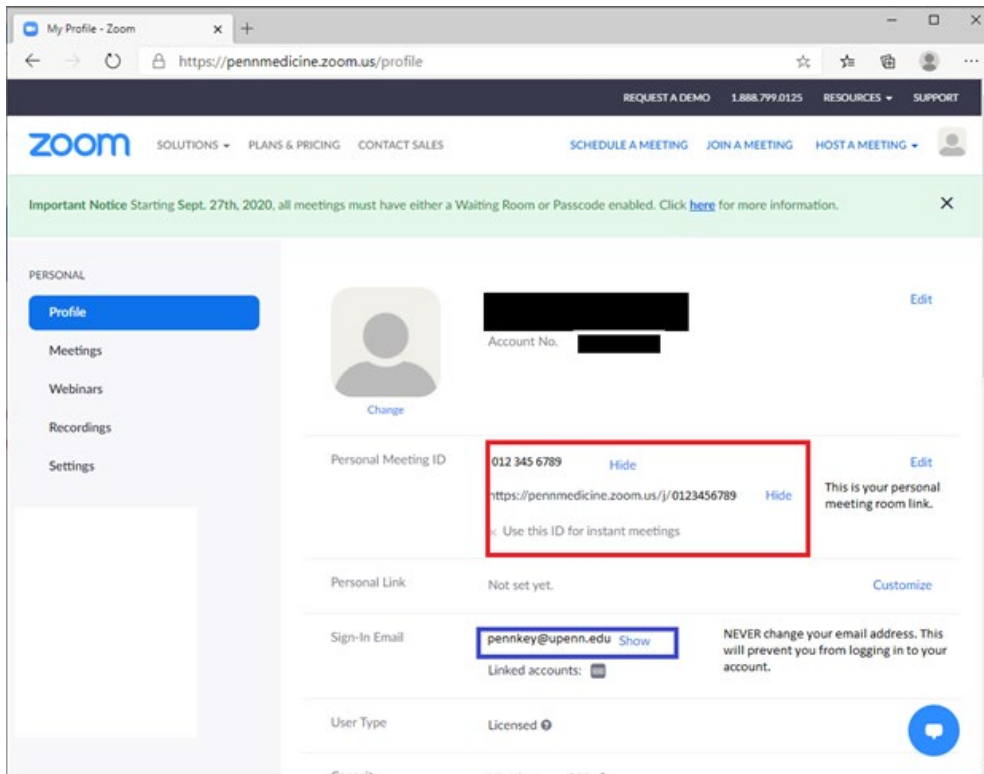 My Profile - Zoom
https://pennmedicine.zoom.us/profile
REQUEST A DEMO 1.888.799.0125 RESOURCES SUPPORT
zoom SOLUTIONS PLANS & PRICING CONTACT SALES SCHEDULE A MEETING JOIN A MEETING HOST A MEETING
Important Notice Starting Sept. 27th, 2020, all meetings must have either a Waiting Room or Passcode enabled. Click here for more information.
PERSONAL
Profile
Meetings
Webinars
Recordings
Settings
Edit
Account No.
Change
Personal Meeting ID 012 345 6789 Hide Edit
https://pennmedicine.zoom.us/j/0123456789 Hide
This is your personal
meeting room link.
× Use this ID for instant meetings
Personal Link Not set yet. Customize
Sign-In Email pennkey@upenn.edu Show
NEVER change your email address. This
will prevent you from logging in to your
account.
Linked accounts:
User Type Licensed